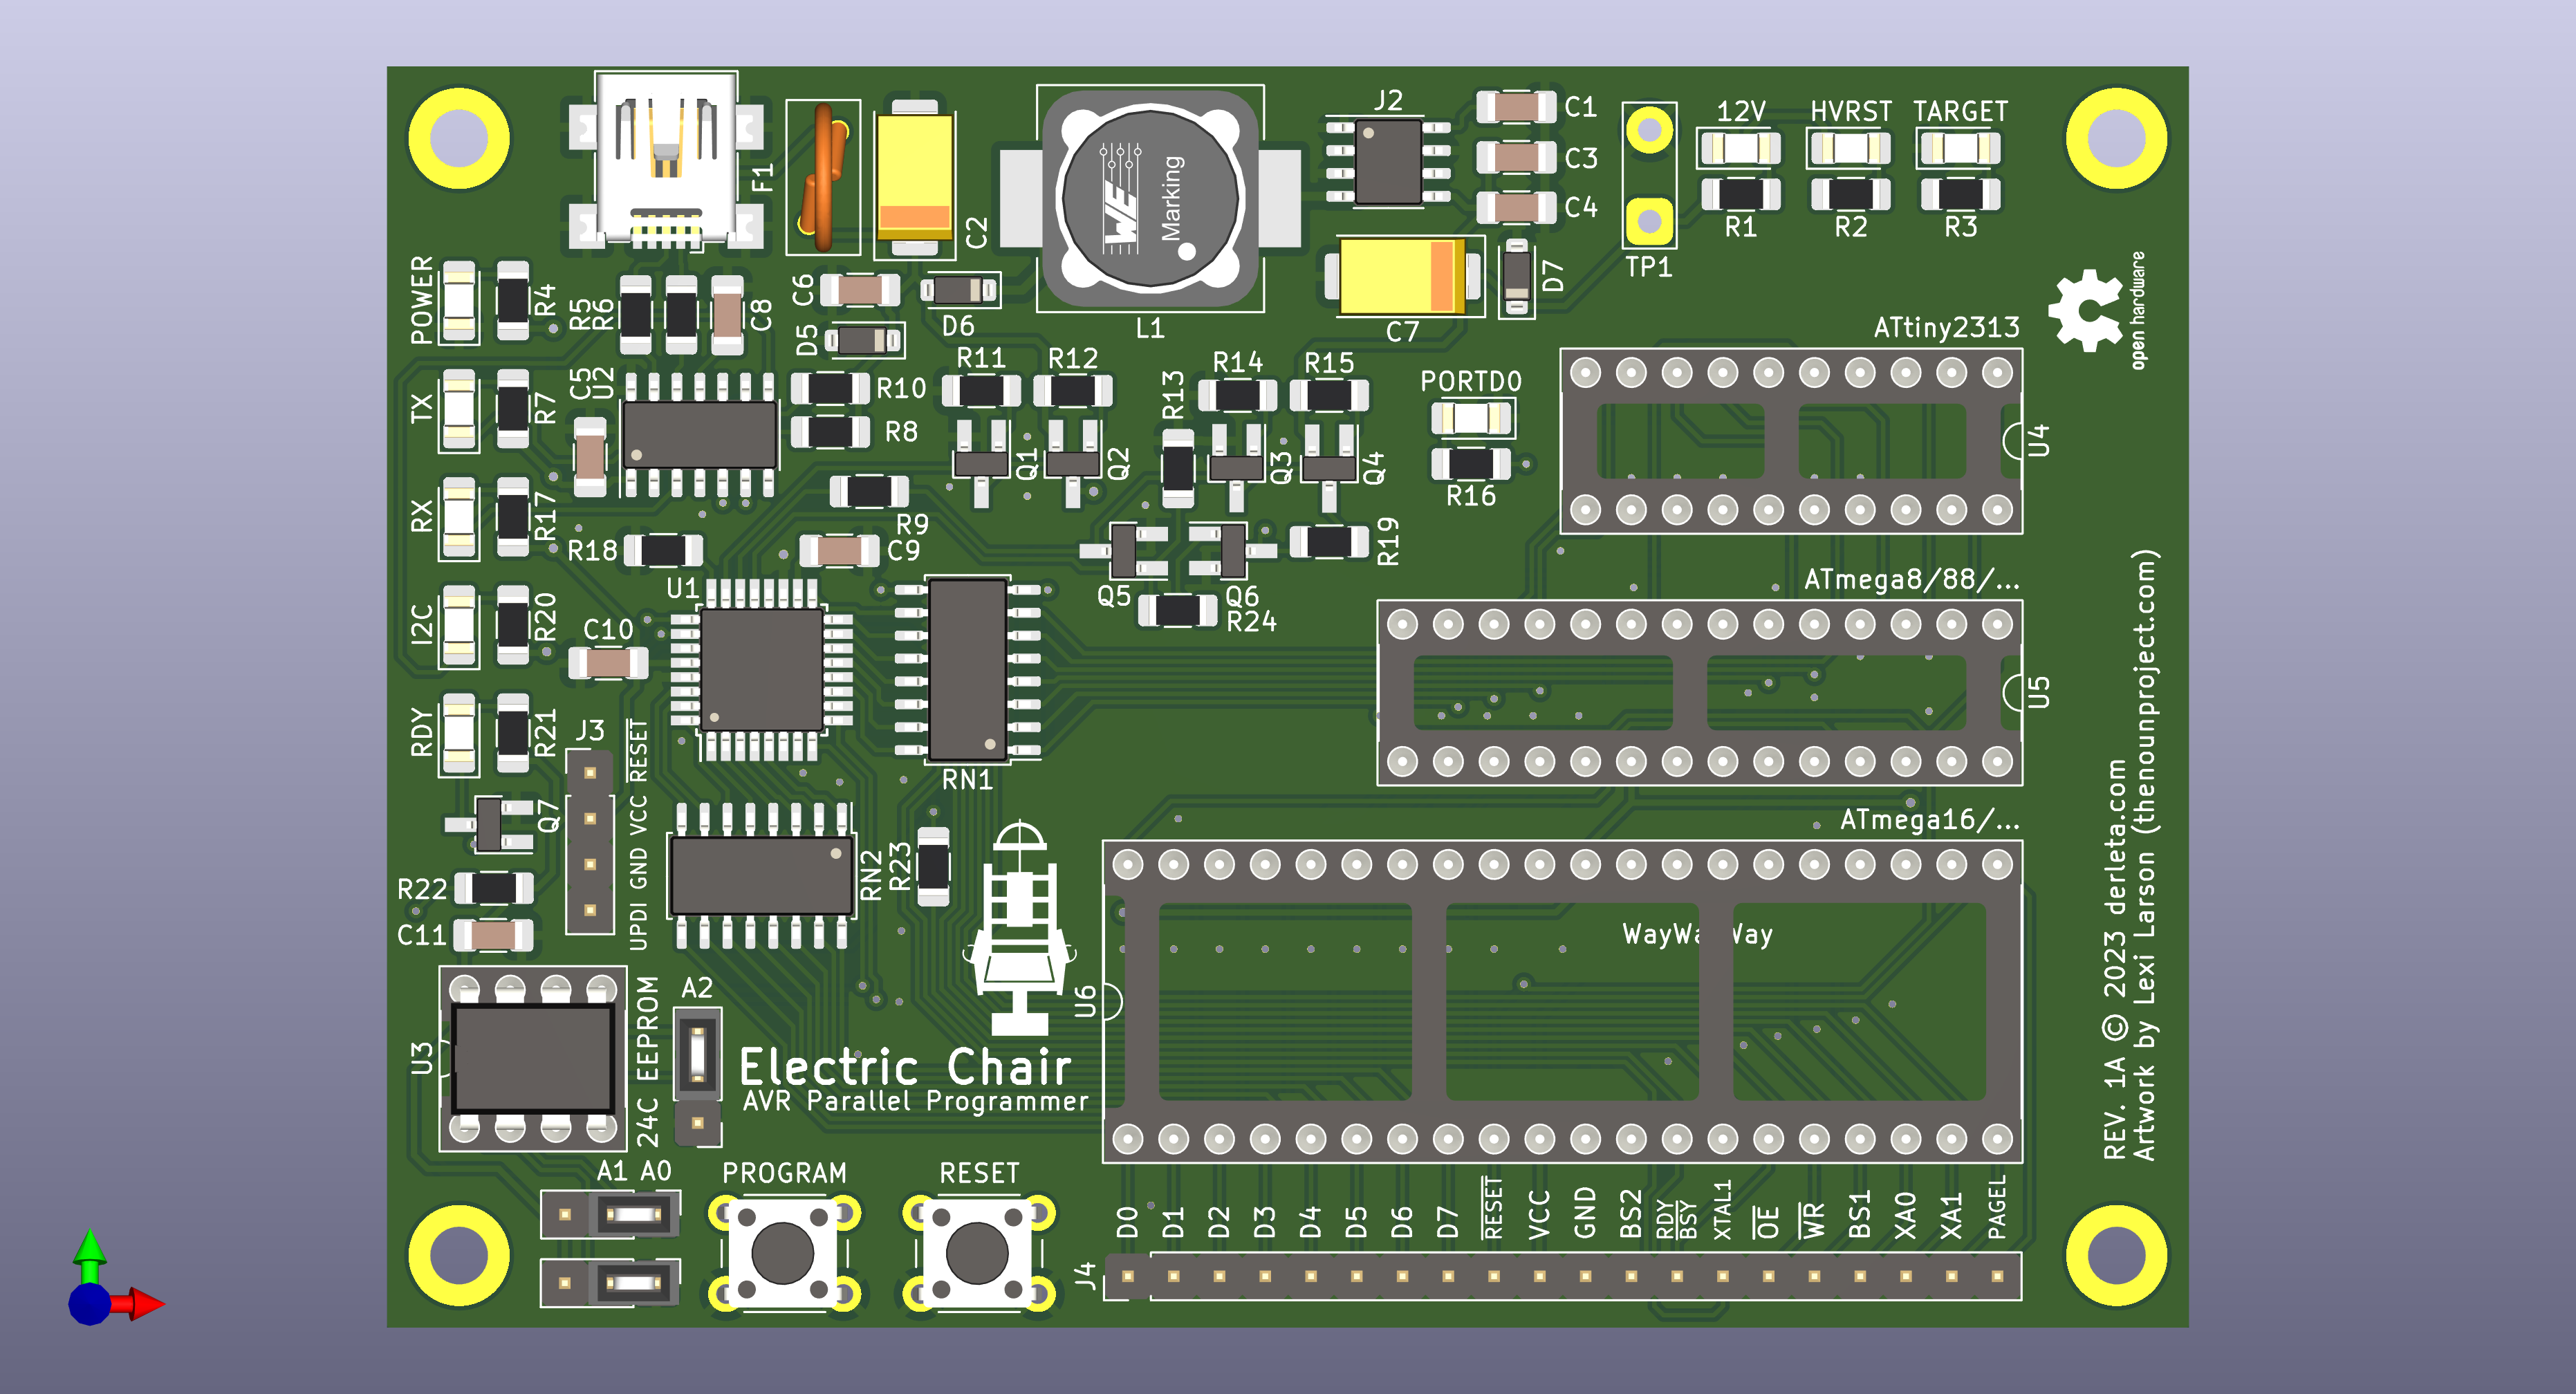 J2
C1
12V
HVRST
TARGET
F1
C2
WE
Marking
C3
C4
R1
R2
R3
TP1
POWER
R4
R5
R6
C8
C6
D6
D5
L1
C7
D7
open hardware
ATtiny2313
TX
R7
C5
U2
R10
R8
R11
R12
R13
R14
R15
PORTD0
Q1
Q2
Q3
Q4
R16
U4
RX
R17
R18
R9
C9
R19
U1
Q5
Q6
R24
ATmega8/88/...
I2C
R20
C10
U5
RDY
R21
J3
RESET
VCC
GND
UPDI
RN1
Q7
RN2
R23
R22
C11
ATmega16/...
WayWa Way
U6
U3
24C EEPROM
A2
Electric Chair
AVR Parallel Programmer
REV. 1A © 2023 derleta.com
Artwork by Lexi Larson (thenounproject.com)
A1 A0
PROGRAM
RESET
J4
D0
D1
D2
D3
D4
D5
D6
D7
RESET
VCC
GND
BS2
RDY
BSY
XTAL1
OE
WR
BS1
XA0
XA1
PAGEL